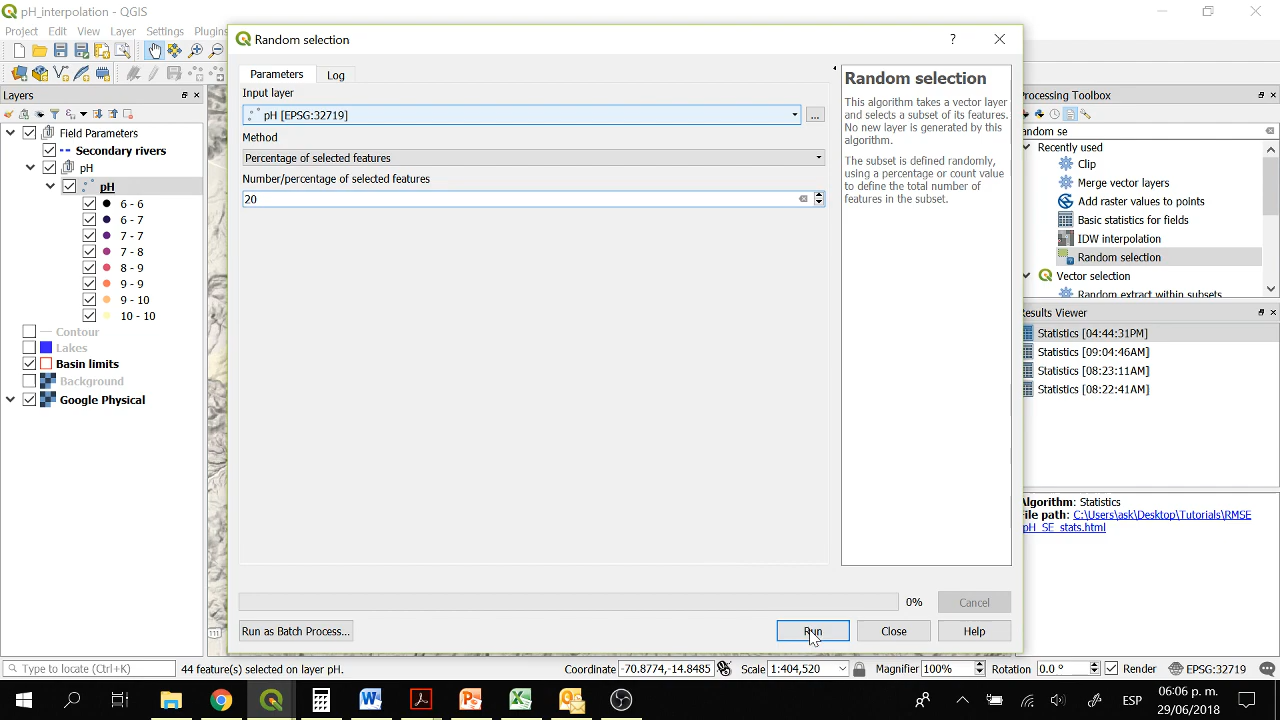 pH_interpolation - QGIS
Project Edit View Layer Settings Plugins
Random selection
?
Parameters Log
Input layer
pH [EPSG:32719]
...
Method
Percentage of selected features
Number/percentage of selected features
20
Random selection
This algorithm takes a vector layer
and selects a subset of its features.
No new layer is generated by this
algorithm.
The subset is defined randomly,
using a percentage or count value
to define the total number of
features in the subset.
0%
Cancel
Run as Batch Process...
Run
Close
Help
Layers
Field Parameters
Secondary rivers
pH
pH
6 - 6
6 - 7
7 - 7
7 - 8
8 - 9
9 - 9
9 - 10
10 - 10
Contour
Lakes
Basin limits
Background
Google Physical
111
Processing Toolbox
andom se
Recently used
Clip
Merge vector layers
Add raster values to points
Basic statistics for fields
IDW interpolation
Random selection
Vector selection
Random extract within subsets
Results Viewer
Statistics [04:44:31PM]
Statistics [09:04:46AM]
Statistics [08:23:11AM]
Statistics [08:22:41AM]
Algorithm: Statistics
File path: C:\Users\ask\Desktop\Tutorials\RMSE
pH_SE_stats.html
Type to locate (Ctrl+K)
44 feature(s) selected on layer pH.
Coordinate -70.8774,-14.8485
Scale 1:404,520
Magnifier 100%
Rotation 0.0 °
Render
EPSG:32719
ESP
06:06 p. m.
29/06/2018